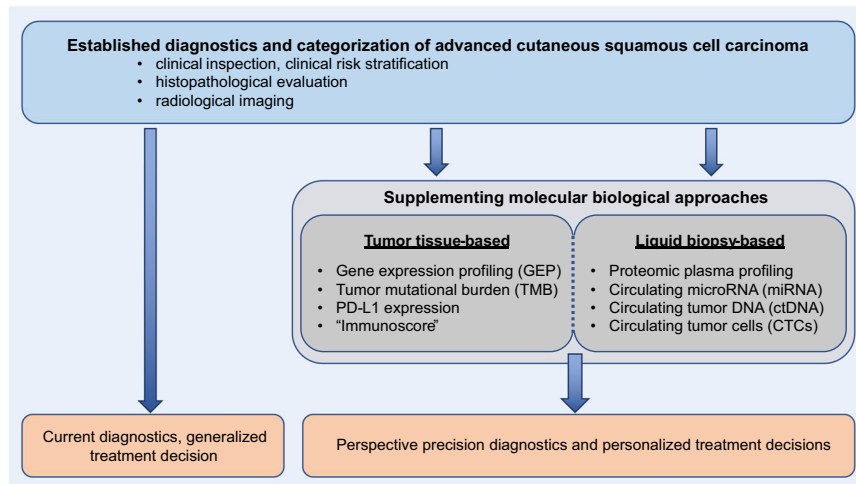 Established diagnostics and categorization of advanced cutaneous squamous cell carcinoma
• clinical inspection, clinical risk stratification
• histopathological evaluation
• radiological imaging
Supplementing molecular biological approaches
Tumor tissue-based
• Gene expression profiling (GEP)
• Tumor mutational burden (TMB)
• PD-L1 expression
• “Immunoscore”
Liquid biopsy-based
• Proteomic plasma profiling
• Circulating microRNA (miRNA)
• Circulating tumor DNA (ctDNA)
• Circulating tumor cells (CTCs)
Current diagnostics, generalized
treatment decision
Perspective precision diagnostics and personalized treatment decisions